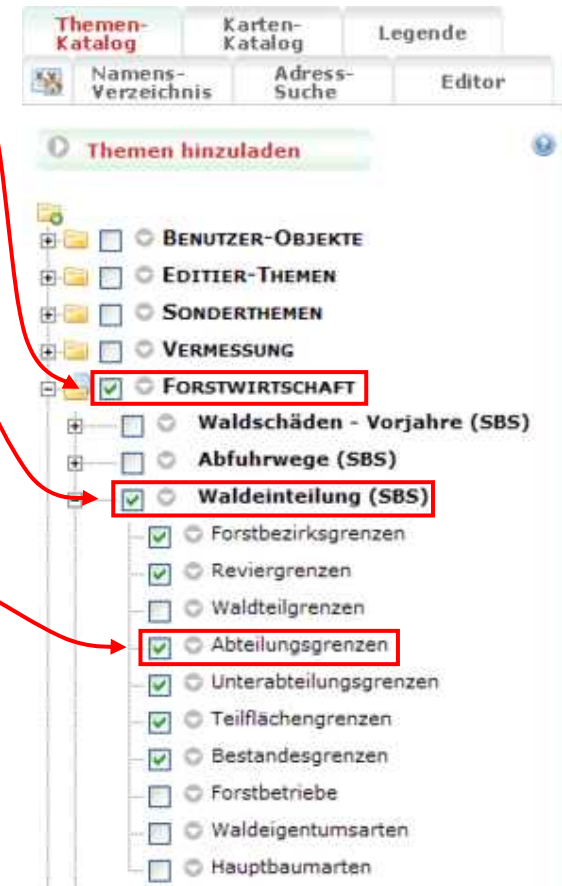 Themen-
Katalog
Karten-
Katalog
Legende
Namens-
Verzeichnis
Adress-
Suche
Editor
Themen hinzuladen
BENUTZER-OBJEKTE
EDITIER-THEMEN
SONDERTHEMEN
VERMESSUNG
FORSTWIRTSCHAFT
Waldschäden - Vorjahre (SBS)
Abfuhrwege (SBS)
Waldeinteilung (SBS)
Forstbezirksgrenzen
Reviergrenzen
Waldteilgrenzen
Abteilungsgrenzen
Unterabteilungsgrenzen
Teilflächengrenzen
Bestandesgrenzen
Forstbetriebe
Waldeigentumsarten
Hauptbaumarten